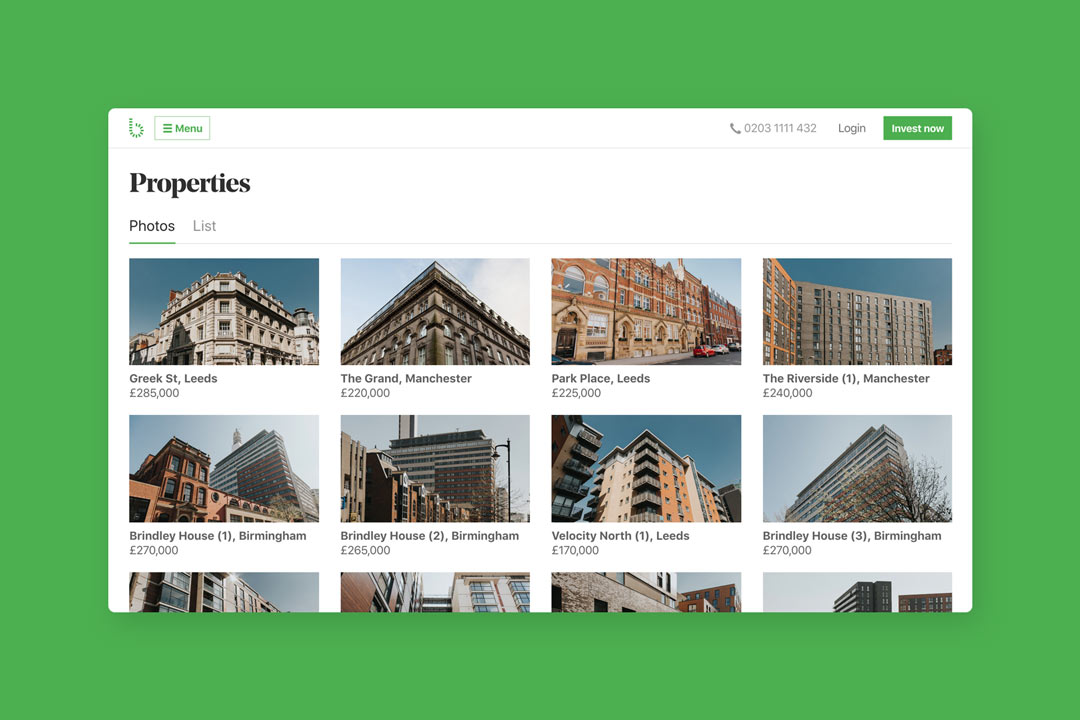 Menu
0203 1111 432
Login
Invest now
Properties
Photos
List
Greek St, Leeds
£285,000
The Grand, Manchester
£220,000
Park Place, Leeds
£225,000
The Riverside (1), Manchester
£240,000
Brindley House (1), Birmingham
£270,000
Brindley House (2), Birmingham
£265,000
Velocity North (1), Leeds
£170,000
Brindley House (3), Birmingham
£270,000